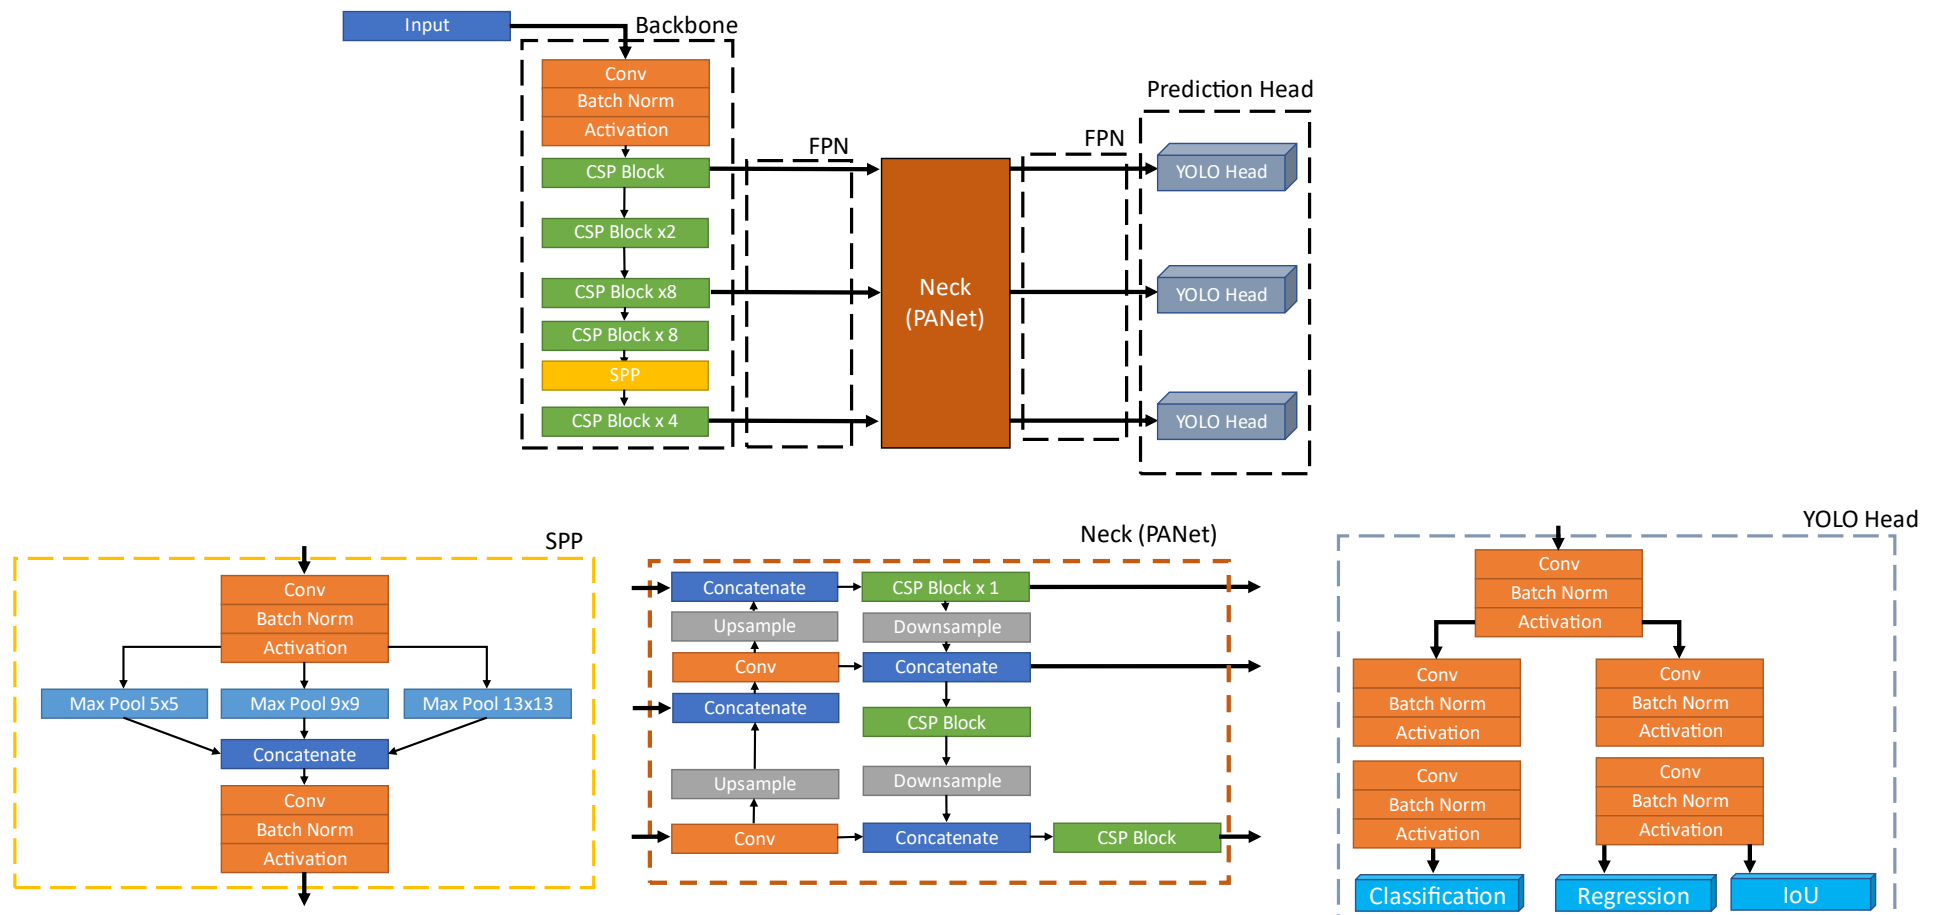 Input
Backbone
Conv
Batch Norm
Activation
CSP Block
CSP Block x2
CSP Block x8
CSP Block x 8
SPP
CSP Block x 4
FPN
Neck
(PANet)
FPN
Prediction Head
YOLO Head
YOLO Head
YOLO Head
SPP
Conv
Batch Norm
Activation
Max Pool 5x5
Max Pool 9x9
Max Pool 13x13
Concatenate
Conv
Batch Norm
Activation
Neck (PANet)
Concatenate
CSP Block x 1
Upsample
Downsample
Conv
Concatenate
Concatenate
CSP Block
Upsample
Downsample
Conv
Concatenate
CSP Block
YOLO Head
Conv
Batch Norm
Activation
Conv
Batch Norm
Activation
Conv
Batch Norm
Activation
Conv
Batch Norm
Activation
Conv
Batch Norm
Activation
Classification
Regression
IoU